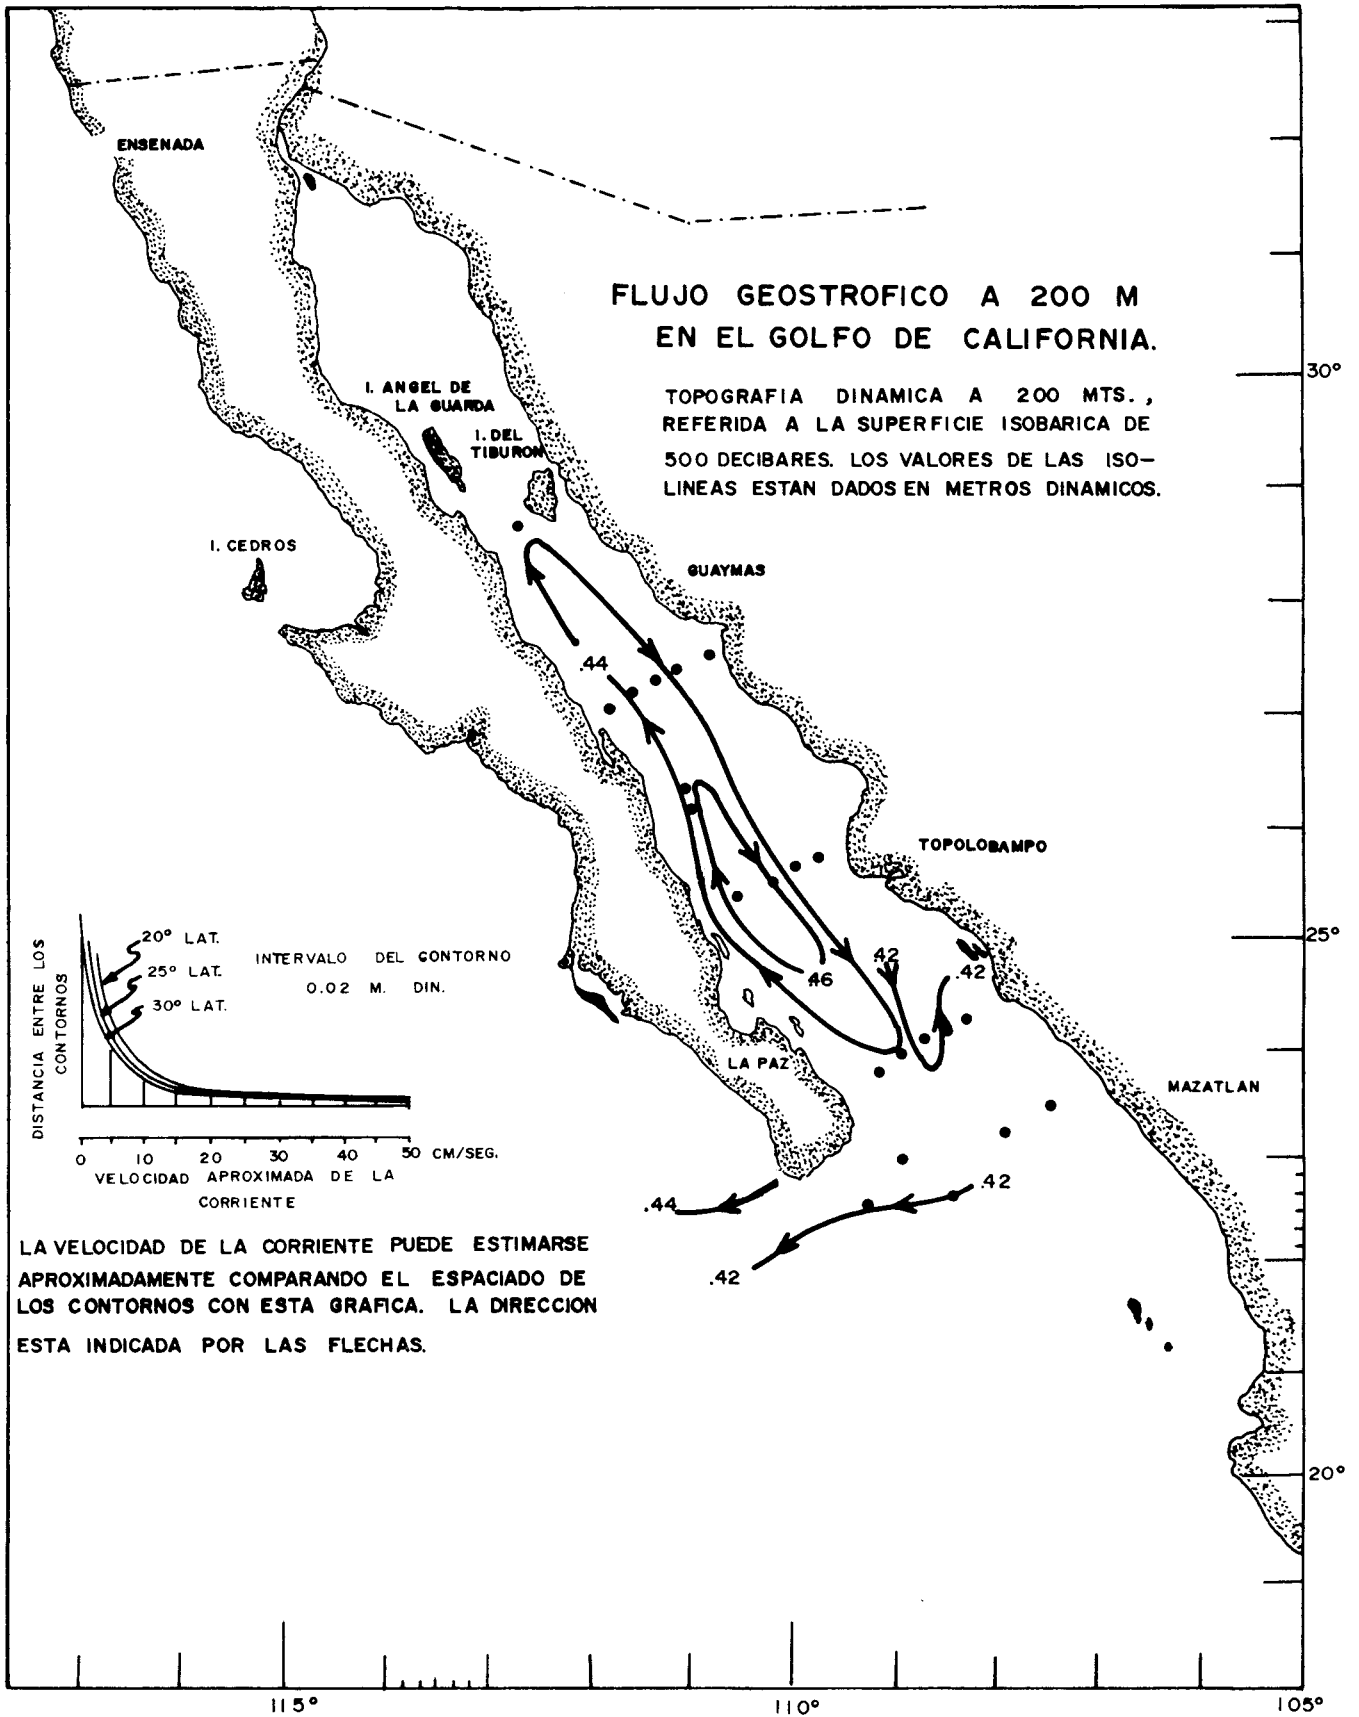 ENSENADA
FLUJO GEOSTROFICO A 200 M
EN EL GOLFO DE CALIFORNIA.
30°
I. ANGEL DE
LA GUARDA
TOPOGRAFIA DINAMICA A 200 MTS.,
REFERIDA A LA SUPERFICIE ISOBARICA DE
500 DECIBARES. LOS VALORES DE LAS ISO-
LINEAS ESTAN DADOS EN METROS DINAMICOS.
I. DEL
TIBURON
I. CEDROS
GUAYMAS
.44
TOPOLOBAMPO
25°
.42
.42
.46
20° LAT.
25° LAT.
30° LAT.
INTERVALO DEL CONTORNO
0.02 M. DIN.
DISTANCIA ENTRE LOS
CONTORNOS
LA PAZ
MAZATLAN
0 10 20 30 40 50 CM/SEG.
VELOCIDAD APROXIMADA DE LA
CORRIENTE
.44
.42
.42
LA VELOCIDAD DE LA CORRIENTE PUEDE ESTIMARSE
APROXIMADAMENTE COMPARANDO EL ESPACIADO DE
LOS CONTORNOS CON ESTA GRAFICA. LA DIRECCION
ESTA INDICADA POR LAS FLECHAS.
20°
115° 110° 105°